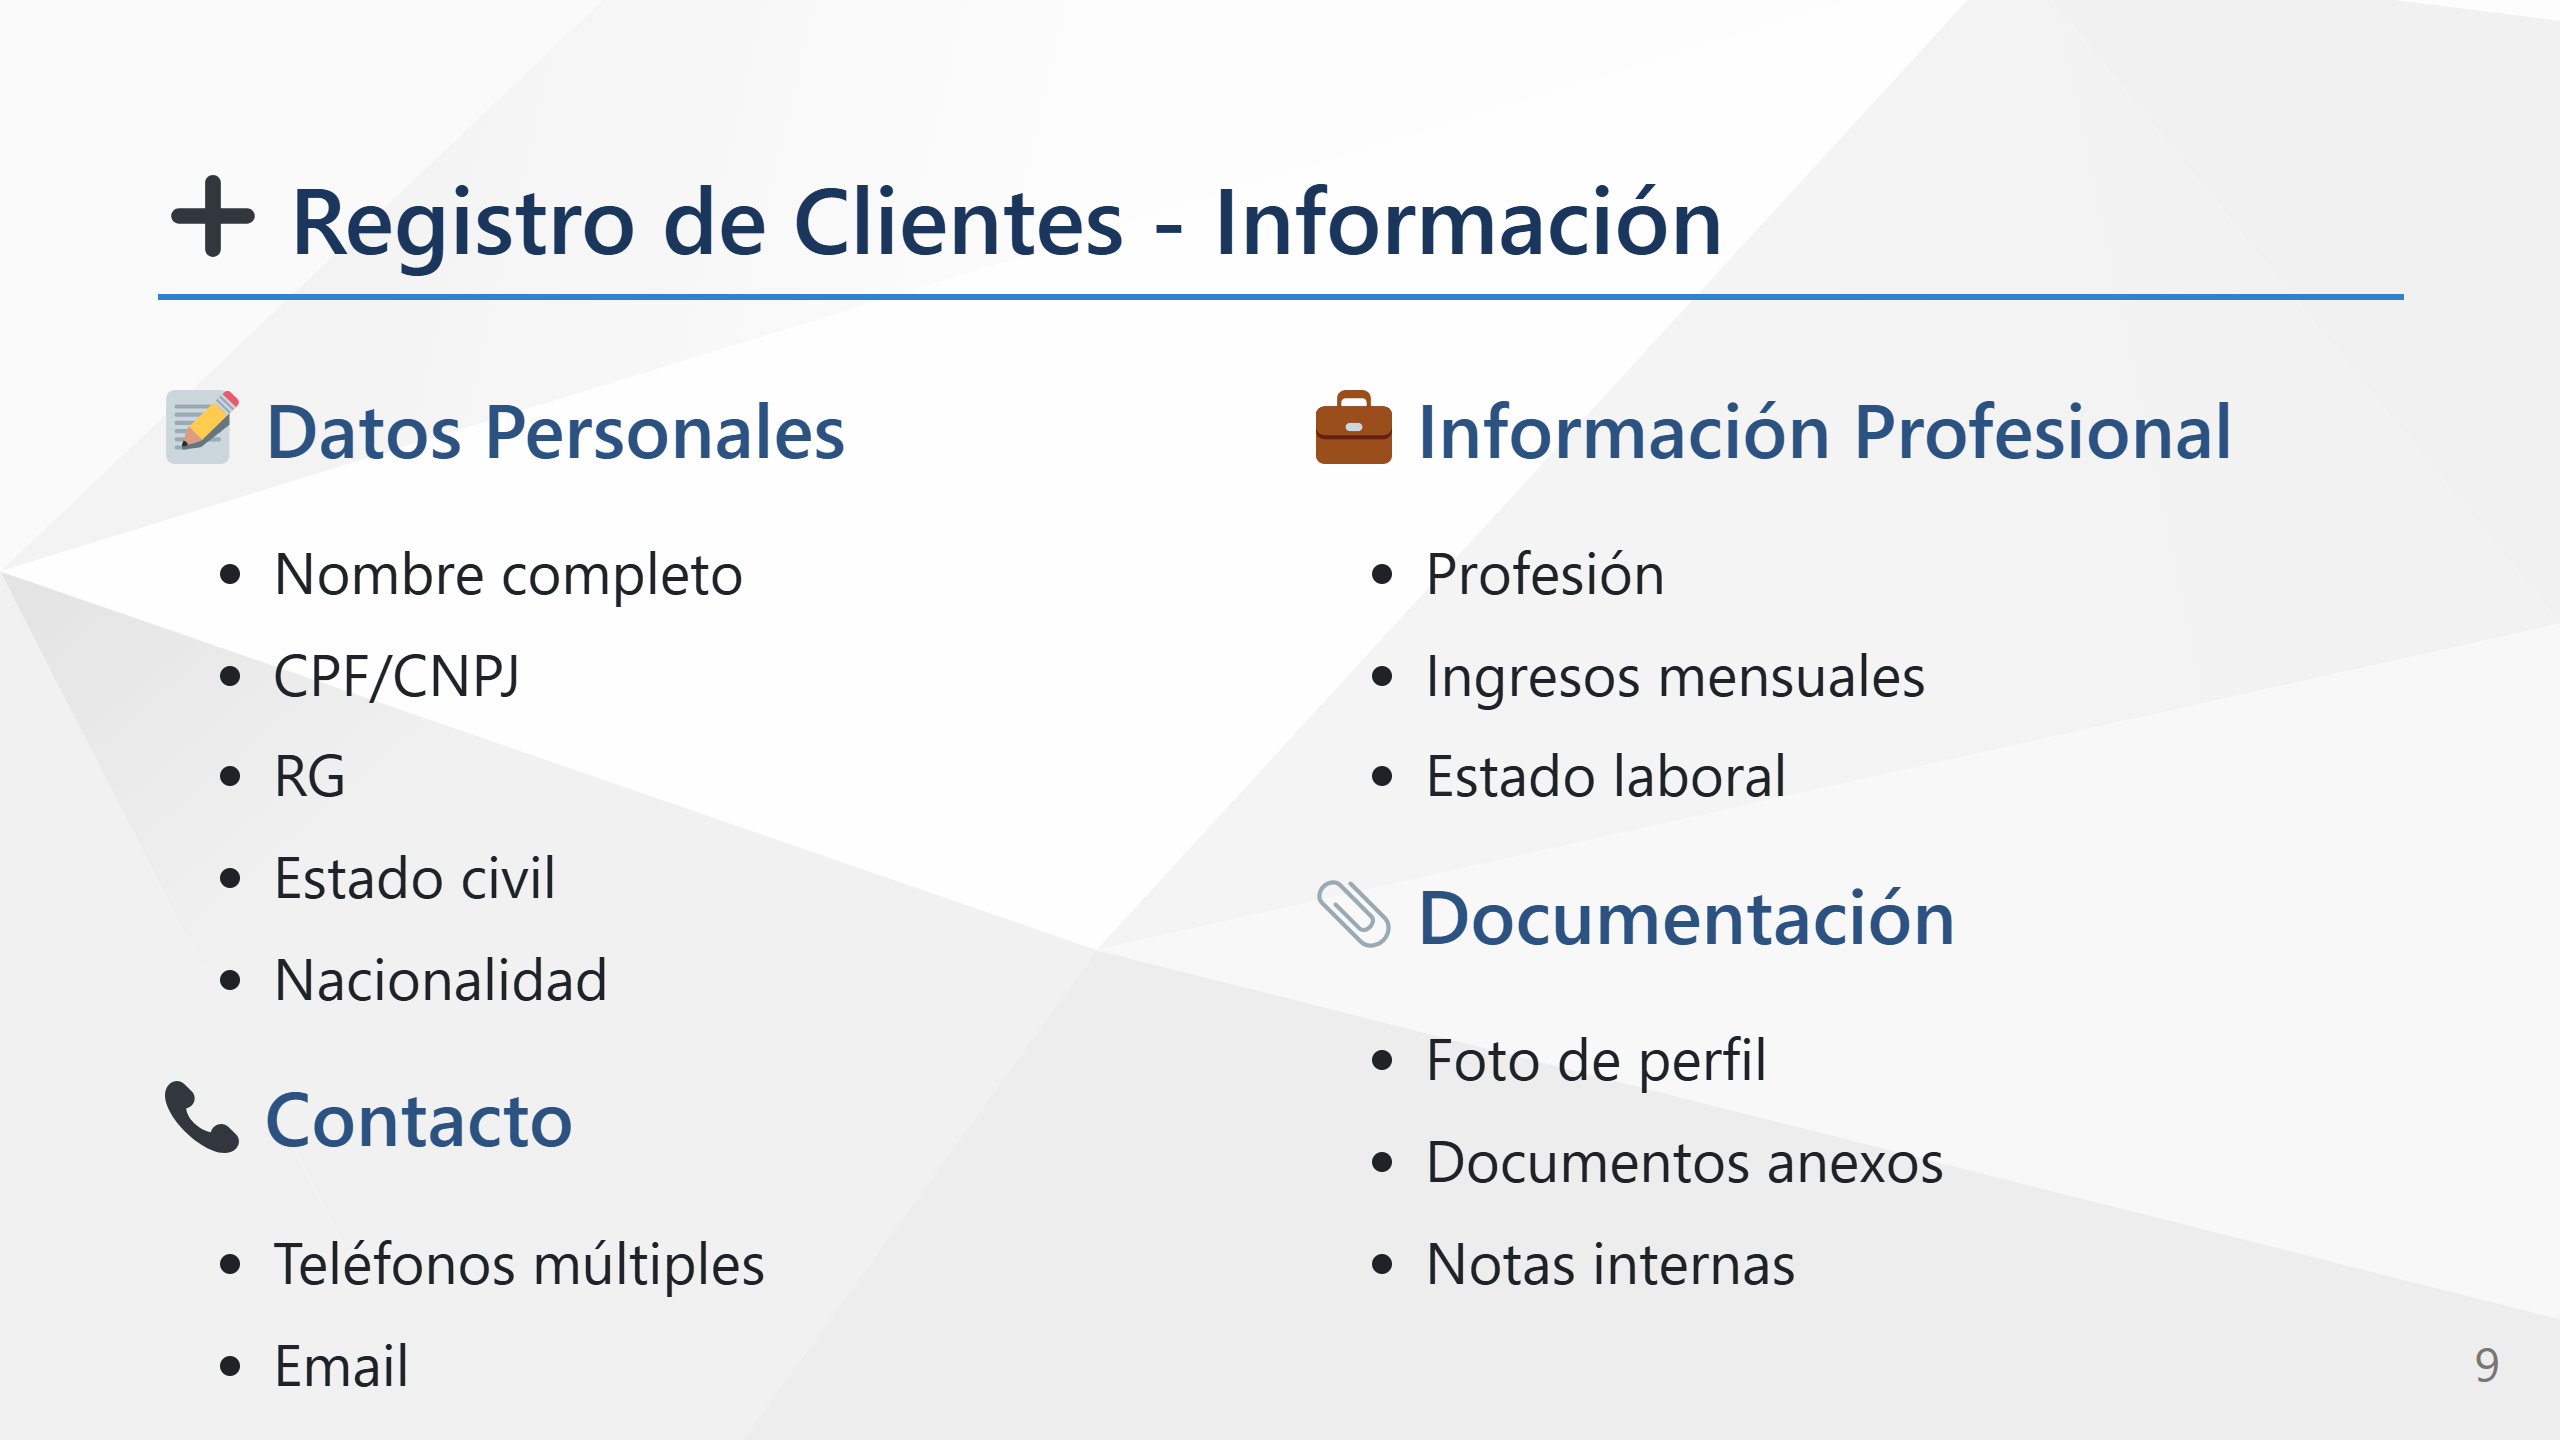 Registro de Clientes - Información
Datos Personales
Nombre completo
CPF/CNPJ
RG
Estado civil
Nacionalidad
Contacto
Teléfonos múltiples
Email
Información Profesional
Profesión
Ingresos mensuales
Estado laboral
Documentación
Foto de perfil
Documentos anexos
Notas internas
9